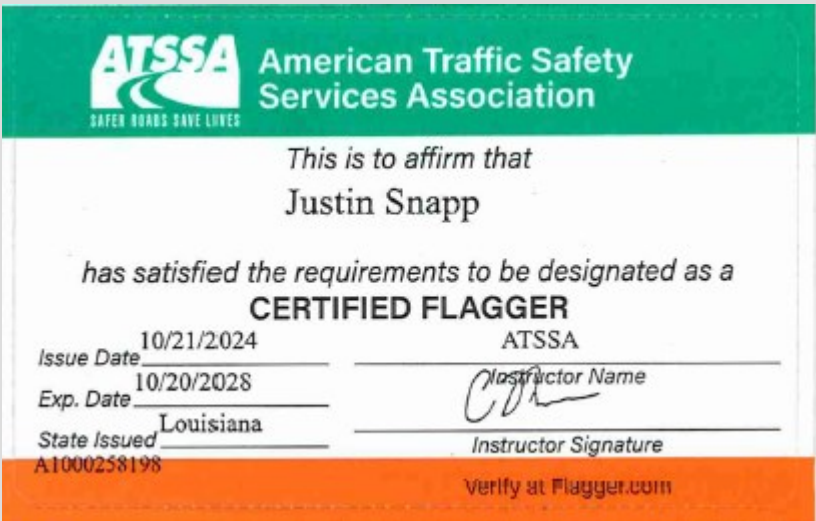 ATSSA
SAFER ROADS SAVE LIVES
American Traffic Safety
Services Association
This is to affirm that
Justin Snapp
has satisfied the requirements to be designated as a
CERTIFIED FLAGGER
Issue Date 10/21/2024
Exp. Date 10/20/2028
State Issued Louisiana
A1000258198
ATSSA
Instructor Name
Instructor Signature
Verify at Flagger.com